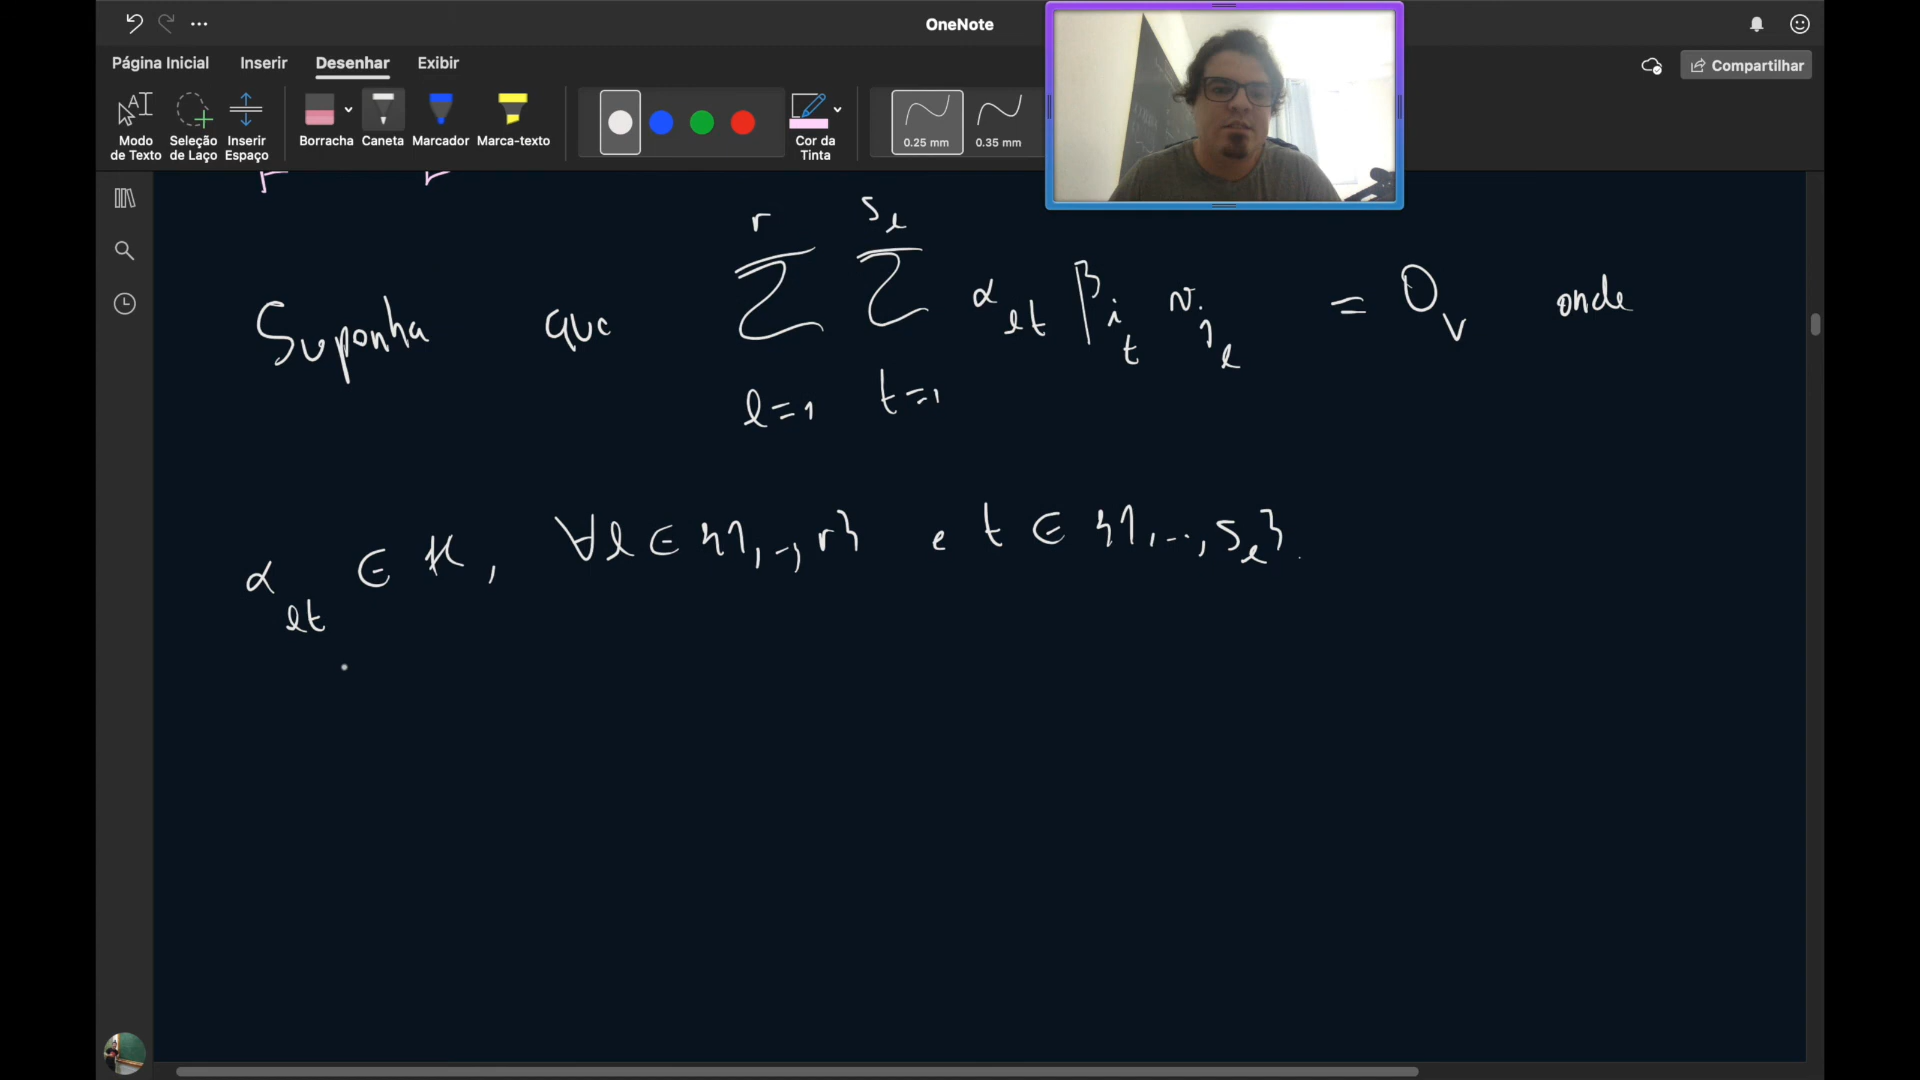 OneNote
Página Inicial Inserir Desenhar Exibir
Compartilhar
Modo de Texto
Seleção de Laço
Inserir Espaço
Borracha
Caneta
Marcador
Marca-texto
Cor da Tinta
0.25 mm
0.35 mm
Suponha que \sum_{l=1}^{r} \sum_{t=1}^{s_l} α_{lt} β_{i_t} v_{j_l} = 0_V onde
α_{lt} ∈ K, ∀l ∈ {1,..,r} e t ∈ {1,...,s_l}.